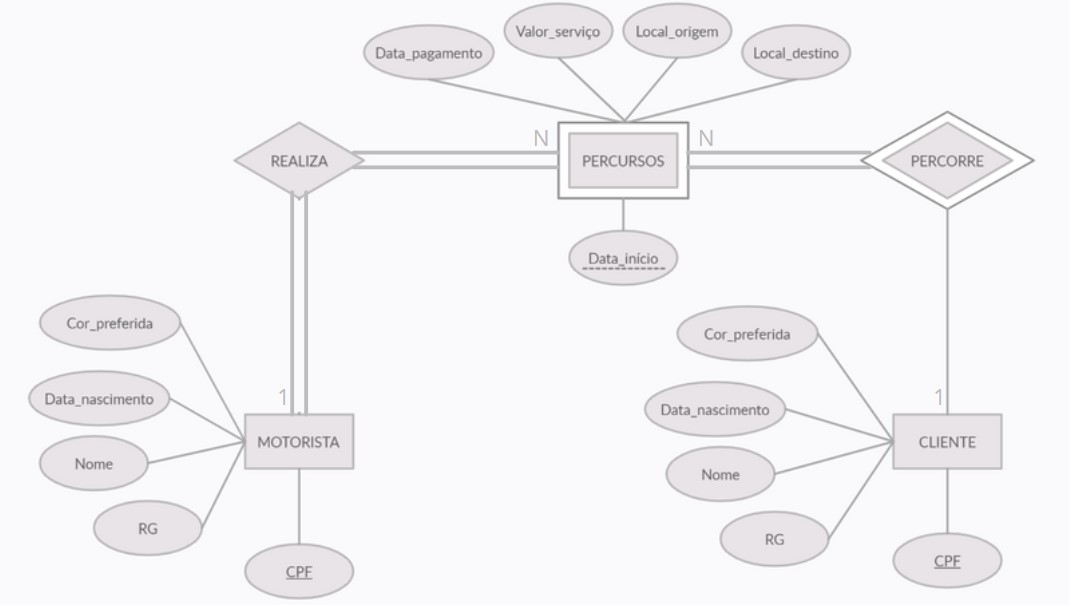 Valor_serviço
Local_origem
Data_pagamento
Local_destino
N
N
REALIZA
PERCURSOS
PERCORRE
Data_início
Cor_preferida
Cor_preferida
Data_nascimento
1
1
Data_nascimento
MOTORISTA
CLIENTE
Nome
Nome
RG
RG
CPF
CPF